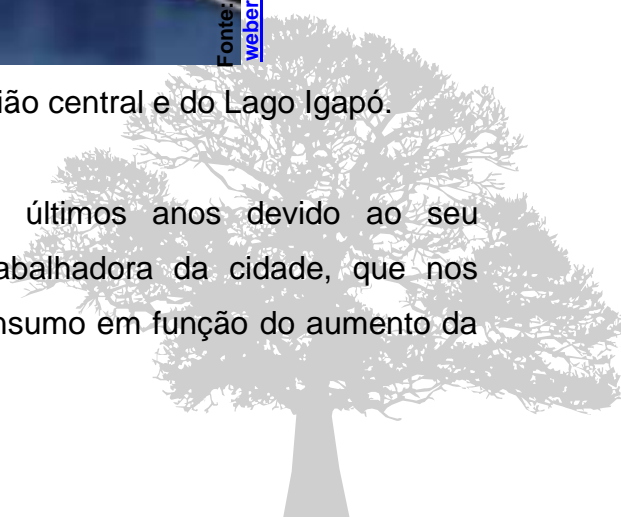 Fonte:
weber
ião central e do Lago Igapó.
últimos anos devido ao seu
abalhadora da cidade, que nos
nsumo em função do aumento da